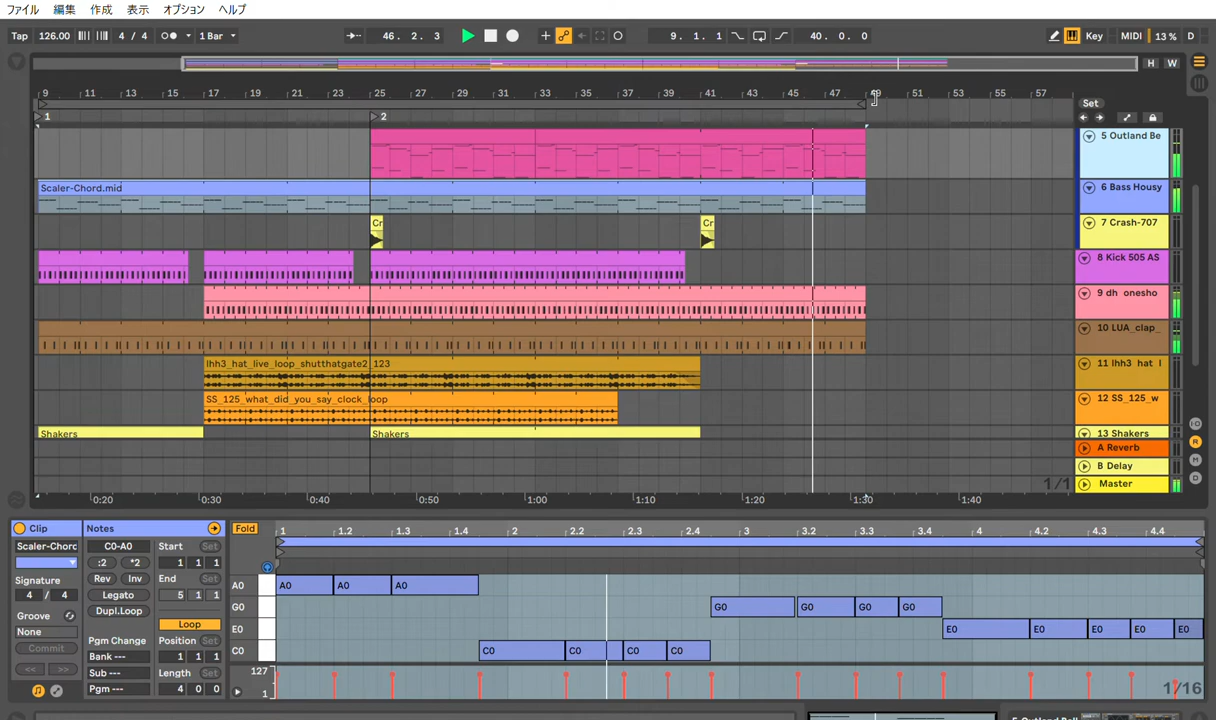 ファイル 編集 作成 表示 オプション ヘルプ
Tap 126.00 4 / 4 1 Bar 46. 2. 3 9. 1. 1 40. 0. 0 Key MIDI 13 % D
H W
9 11 13 15 17 19 21 23 25 27 29 31 33 35 37 39 41 43 45 47 49 51 53 55 57
Set
1 2
5 Outland Be
Scaler-Chord.mid
6 Bass Housy
Cr Cr
7 Crash-707
8 Kick 505 AS
9 dh onesho
10 LUA_clap_
lhh3_hat_live_loop_shutthatgate2_123
11 lhh3 hat l
SS_125_what_did_you_say_clock_loop
12 SS_125_w
Shakers Shakers
13 Shakers
A Reverb
B Delay
1/1 Master
0:20 0:30 0:40 0:50 1:00 1:10 1:20 1:30 1:40
Clip Notes Fold 1 1.2 1.3 1.4 2 2.2 2.3 2.4 3 3.2 3.3 3.4 4 4.2 4.3 4.4
Scaler-Chord C0-A0 Start Set
:2 *2 1 1 1
Signature Rev Inv End Set
4 / 4 Legato 5 1 1
Groove Dupl.Loop
None Loop
Commit Pgm Change Position Set
Bank --- 1 1 1
<< >> Sub --- Length Set
Pgm --- 4 0 0
A0 A0 A0 A0
G0 G0 G0 G0 G0
E0 E0 E0 E0 E0 E0
C0 C0 C0 C0 C0
127
1 1/16